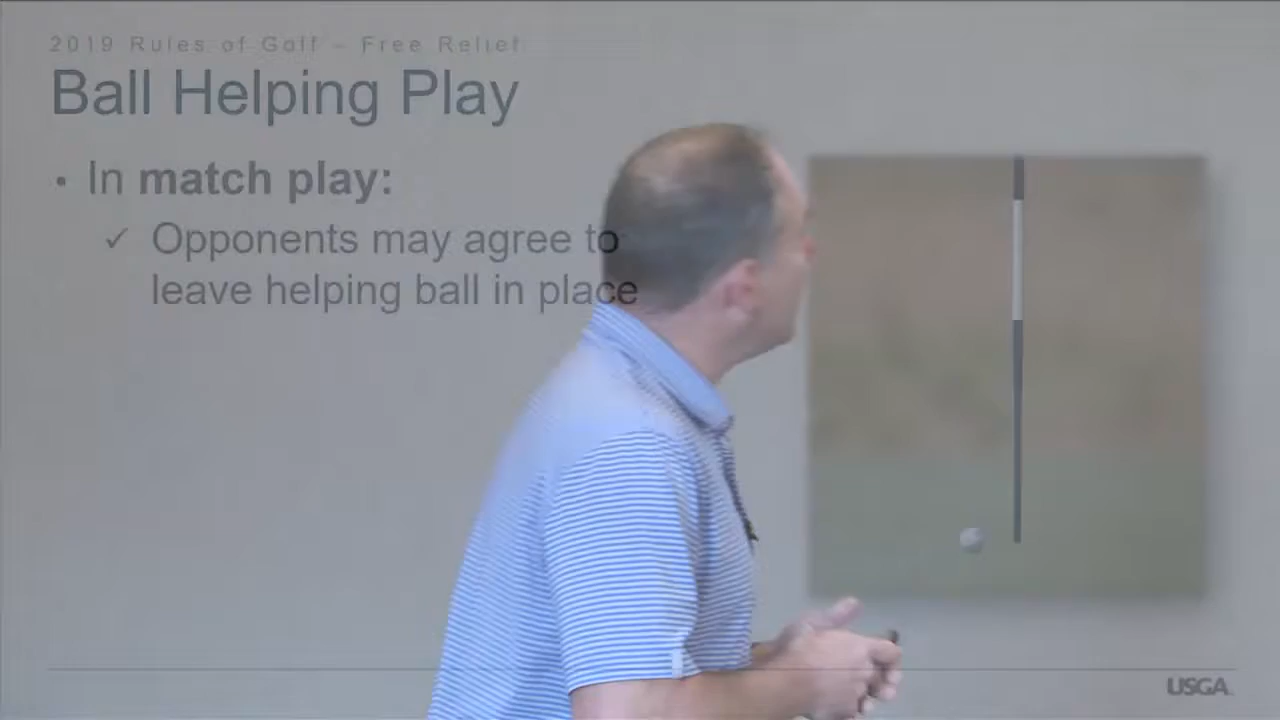 2019 Rules of Golf – Free Relief
Ball Helping Play
• In match play:
✓ Opponents may agree to
leave helping ball in place
USGA